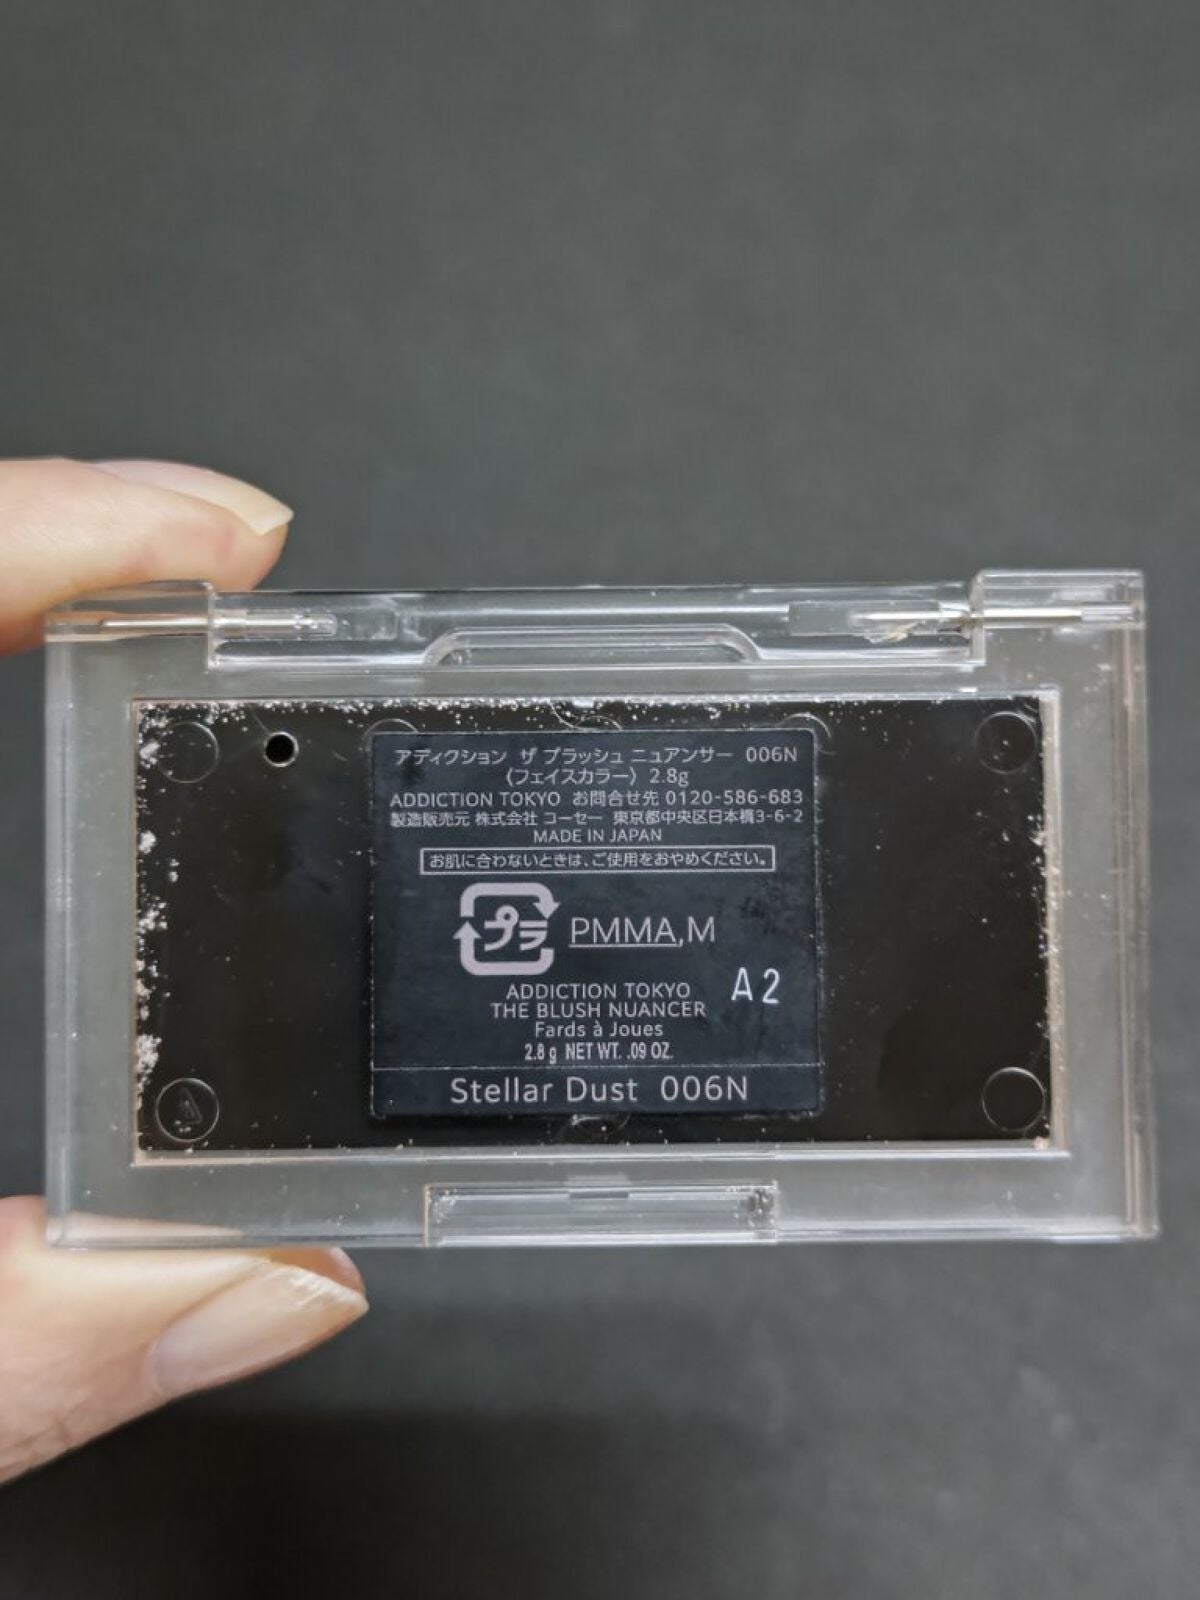 アディクション ザ ブラッシュ ニュアンサー 006N
〈フェイスカラー〉 2.8g
ADDICTION TOKYO お問合せ先 0120-586-683
製造販売元 株式会社 コーセー 東京都中央区日本橋3-6-2
MADE IN JAPAN
お肌に合わないときは、ご使用をおやめください。
プラ PMMA,M
A2
ADDICTION TOKYO
THE BLUSH NUANCER
Fards à Joues
2.8 g NET WT. .09 OZ.
Stellar Dust 006N